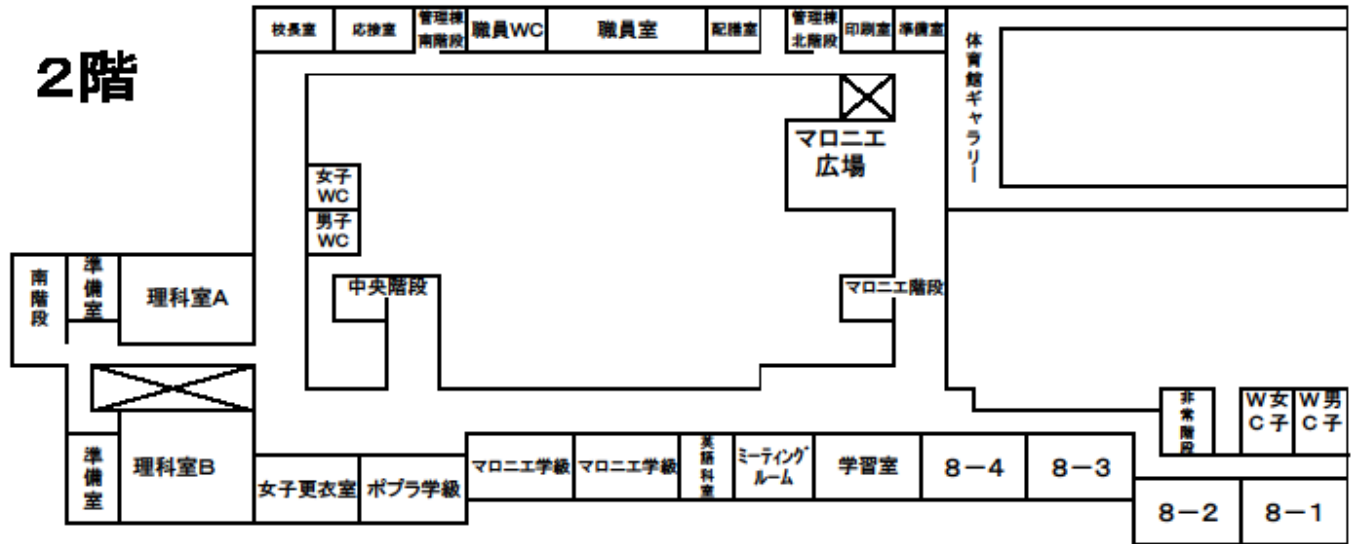 2階
校長室
応接室
管理棟
南階段
職員WC
職員室
配膳室
管理棟
北階段
印刷室
準備室
体育館ギャラリー
マロニエ
広場
女子
WC
男子
WC
南階段
準備室
理科室A
中央階段
マロニエ階段
準備室
理科室B
女子更衣室
ポプラ学級
マロニエ学級
マロニエ学級
英語科室
ミーティング
ルーム
学習室
8－4
8－3
非常階段
女子
WC
男子
WC
8－2
8－1